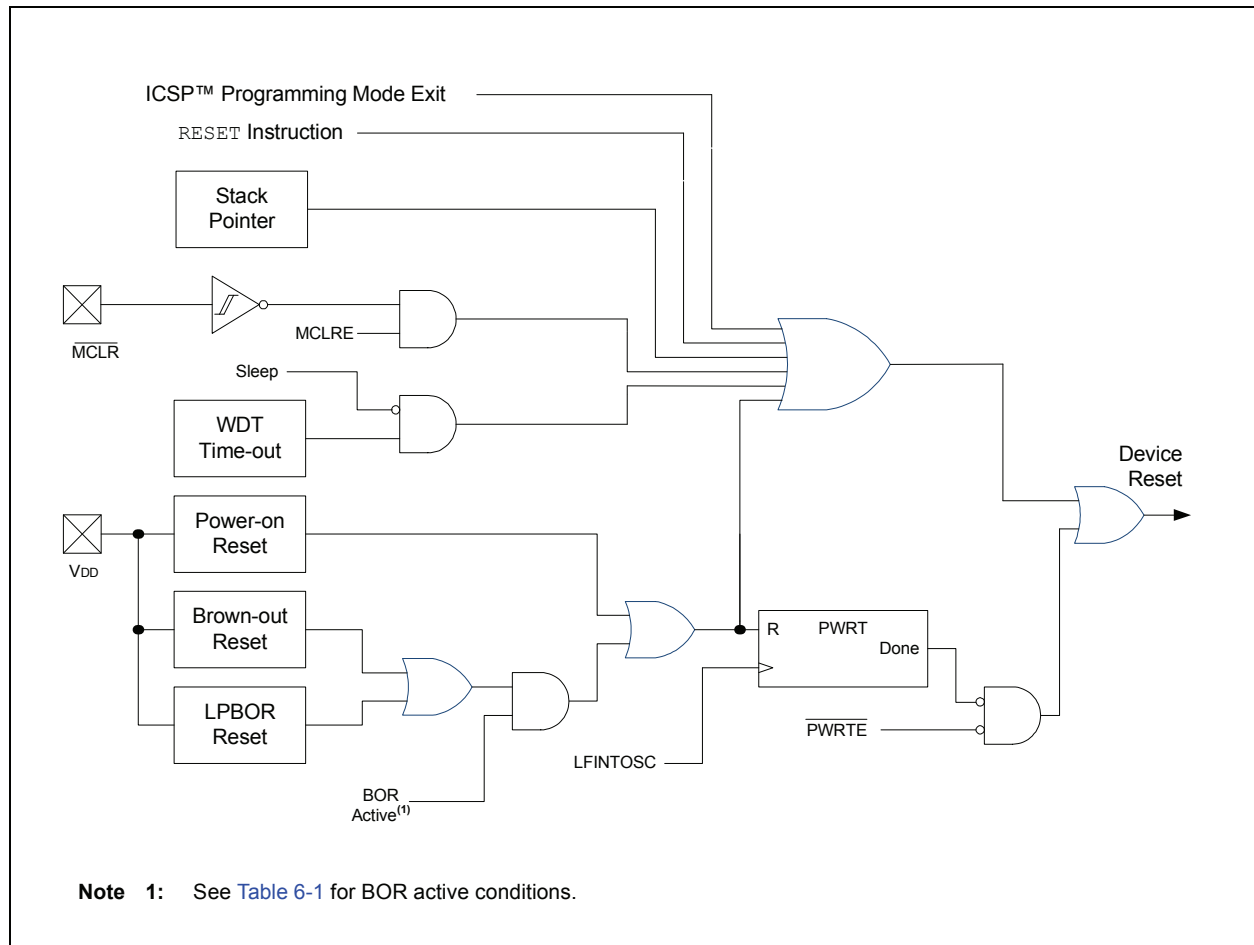 ICSP™ Programming Mode Exit
RESET Instruction
Stack
Pointer
MCLR
MCLRE
Sleep
WDT
Time-out
VDD
Power-on
Reset
Brown-out
Reset
LPBOR
Reset
BOR
Active(1)
R PWRT
Done
LFINTOSC
PWRTE
Device
Reset
Note 1: See Table 6-1 for BOR active conditions.